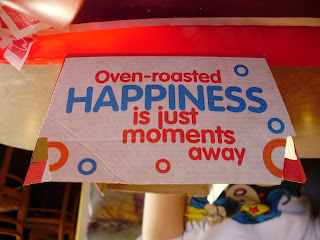 Oven-roasted
HAPPINESS
is just
moments
away